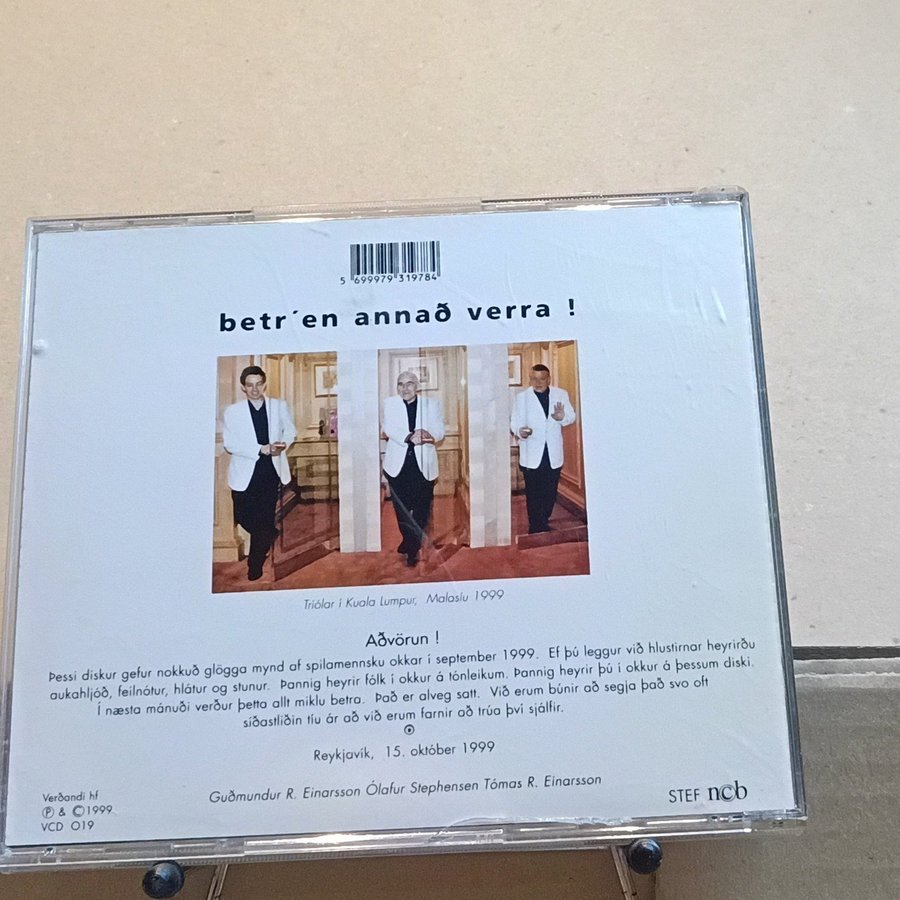 5 699979 319784
betr´en annað verra !
Tríólar í Kuala Lumpur, Malasíu 1999
Aðvörun !
Þessi diskur gefur nokkuð glögga mynd af spilamennsku okkar í september 1999. Ef þú leggur við hlustirnar heyrirðu
aukahljóð, feilnótur, hlátur og stunur. Þannig heyrir fólk í okkur á tónleikum. Þannig heyrir þú í okkur á þessum diski.
Í næsta mánuði verður þetta allt miklu betra. Það er alveg satt. Við erum búnir að segja það svo oft
síðastliðin tíu ár að við erum farnir að trúa því sjálfir.
Reykjavík, 15. október 1999
Guðmundur R. Einarsson Ólafur Stephensen Tómas R. Einarsson
Verðandi hf
Ⓟ & ©1999
VCD 019
STEF ncb